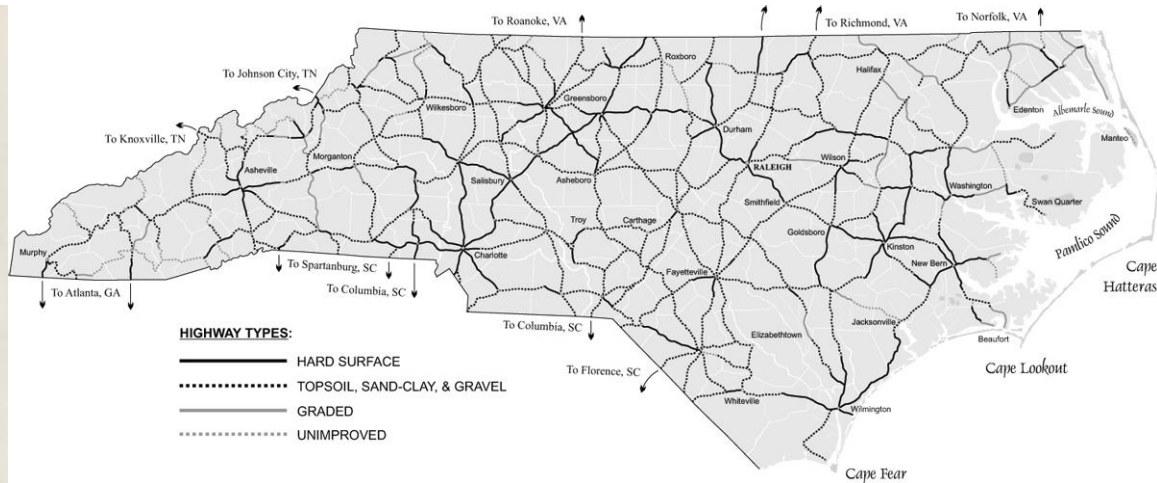 To Roanoke, VA
To Richmond, VA
To Norfolk, VA
Roxboro
Halifax
To Johnson City, TN
Greensboro
Wilkesboro
Edenton
Albemarle Sound
Durham
Manteo
To Knoxville, TN
Morganton
RALEIGH
Wilson
Asheville
Salisbury
Asheboro
Washington
Smithfield
Swan Quarter
Troy
Carthage
Goldsboro
Kinston
Pamlico Sound
Murphy
Charlotte
New Bern
To Spartanburg, SC
Fayetteville
Cape
Hatteras
To Columbia, SC
To Atlanta, GA
Jacksonville
To Columbia, SC
Elizabethtown
Beaufort
HIGHWAY TYPES:
HARD SURFACE
To Florence, SC
Cape Lookout
TOPSOIL, SAND-CLAY, & GRAVEL
Whiteville
GRADED
Wilmington
UNIMPROVED
Cape Fear